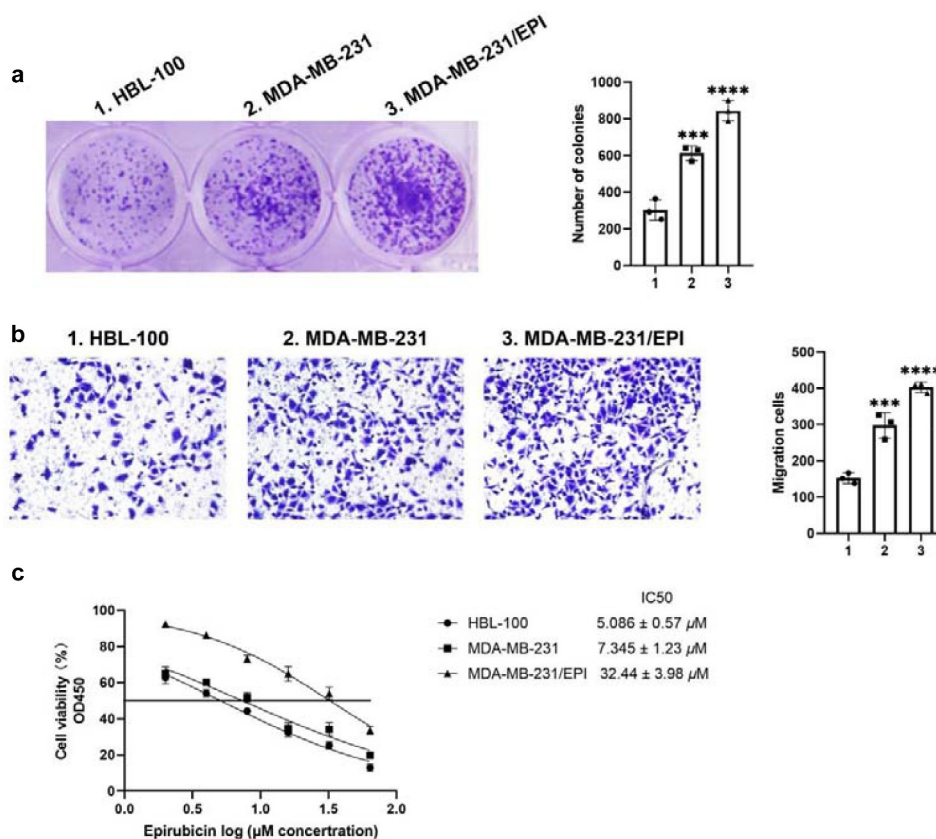 a
1. HBL-100
2. MDA-MB-231
3. MDA-MB-231/EPI
Number of colonies
1000
800
600
400
200
0
***
****
1 2 3
b
1. HBL-100
2. MDA-MB-231
3. MDA-MB-231/EPI
Migration cells
500
400
300
200
100
0
***
****
1 2 3
c
Cell viability (%)
OD450
100
80
60
40
20
0
0.0 0.5 1.0 1.5 2.0
Epirubicin log (μM concertration)
IC50
HBL-100 5.086 ± 0.57 μM
MDA-MB-231 7.345 ± 1.23 μM
MDA-MB-231/EPI 32.44 ± 3.98 μM